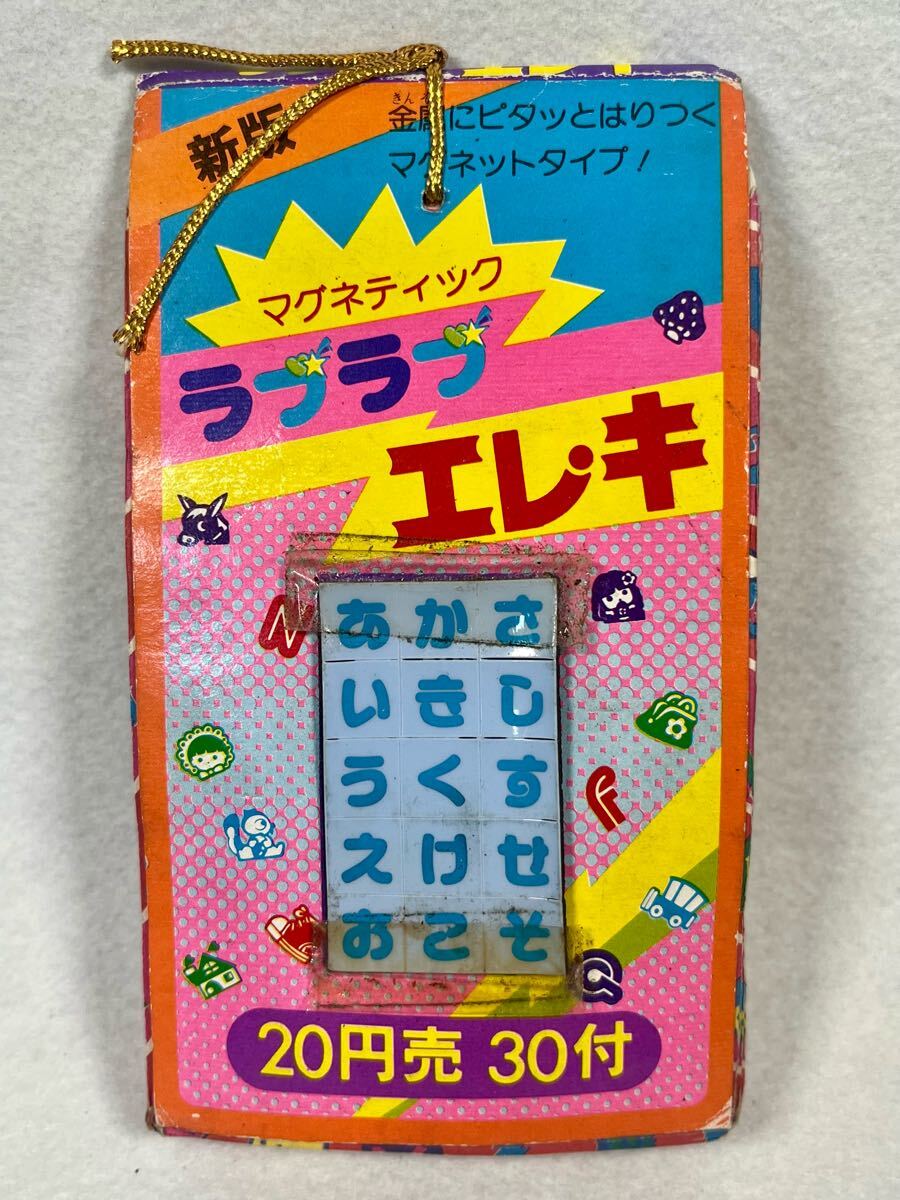 新版
金属にピタッとはりつく
マグネットタイプ！
マグネティック
ラブラブ
エレキ
あ か さ
い き し
う く す
え け せ
お こ そ
N
F
Q
20円売 30付